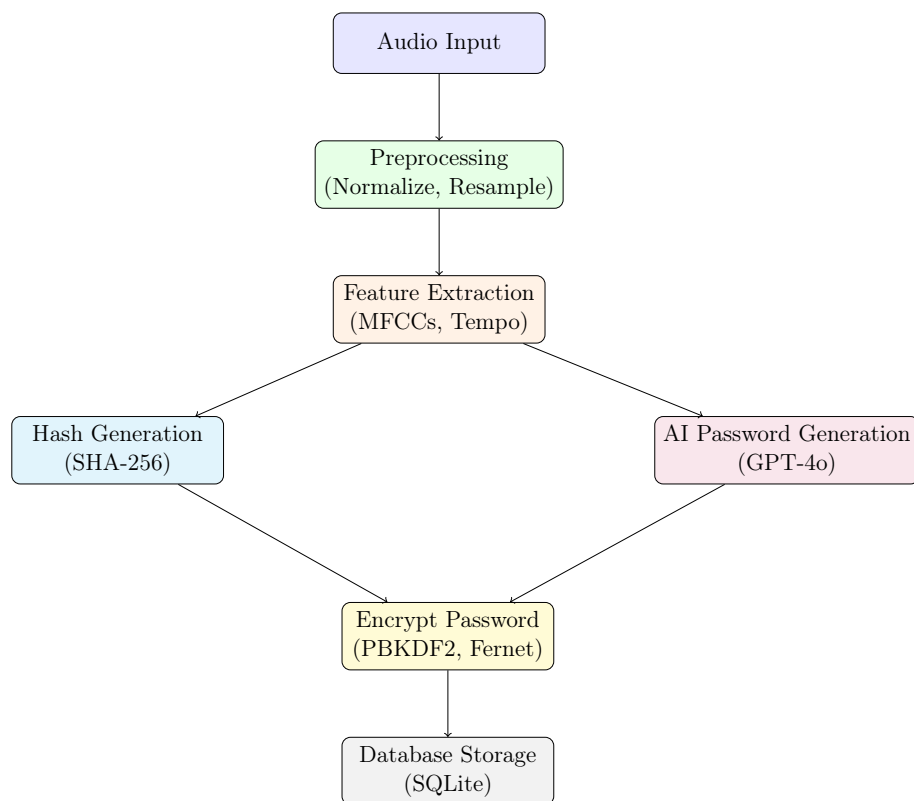 Audio Input
Preprocessing
(Normalize, Resample)
Feature Extraction
(MFCCs, Tempo)
Hash Generation
(SHA-256)
AI Password Generation
(GPT-4o)
Encrypt Password
(PBKDF2, Fernet)
Database Storage
(SQLite)